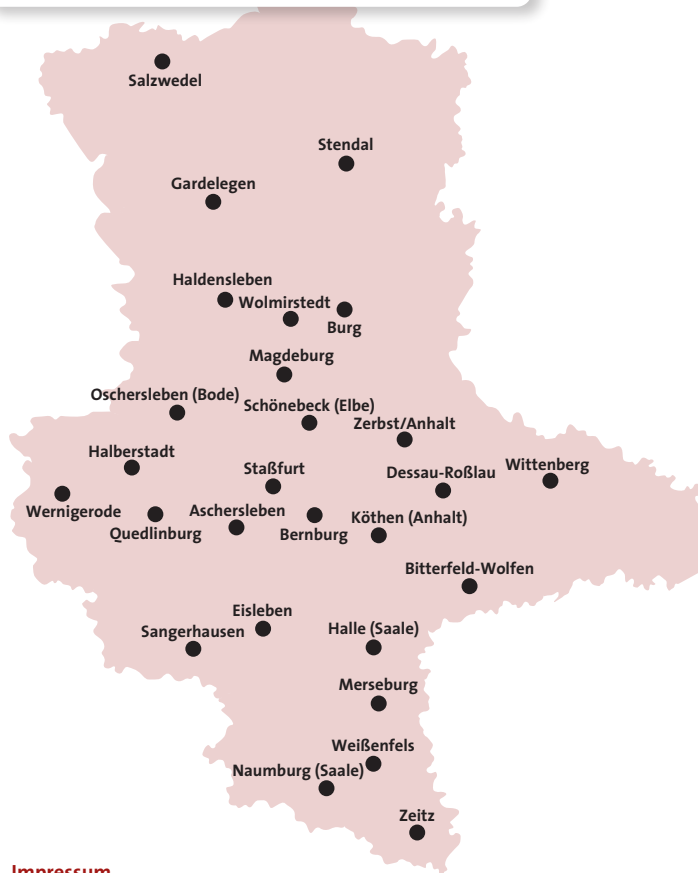 Salzwedel
Stendal
Gardelegen
Haldensleben
Wolmirstedt
Burg
Magdeburg
Oschersleben (Bode)
Schönebeck (Elbe)
Zerbst/Anhalt
Halberstadt
Staßfurt
Dessau-Roßlau
Wittenberg
Wernigerode
Aschersleben
Köthen (Anhalt)
Quedlinburg
Bernburg
Bitterfeld-Wolfen
Eisleben
Sangerhausen
Halle (Saale)
Merseburg
Weißenfels
Naumburg (Saale)
Zeitz
Impressum